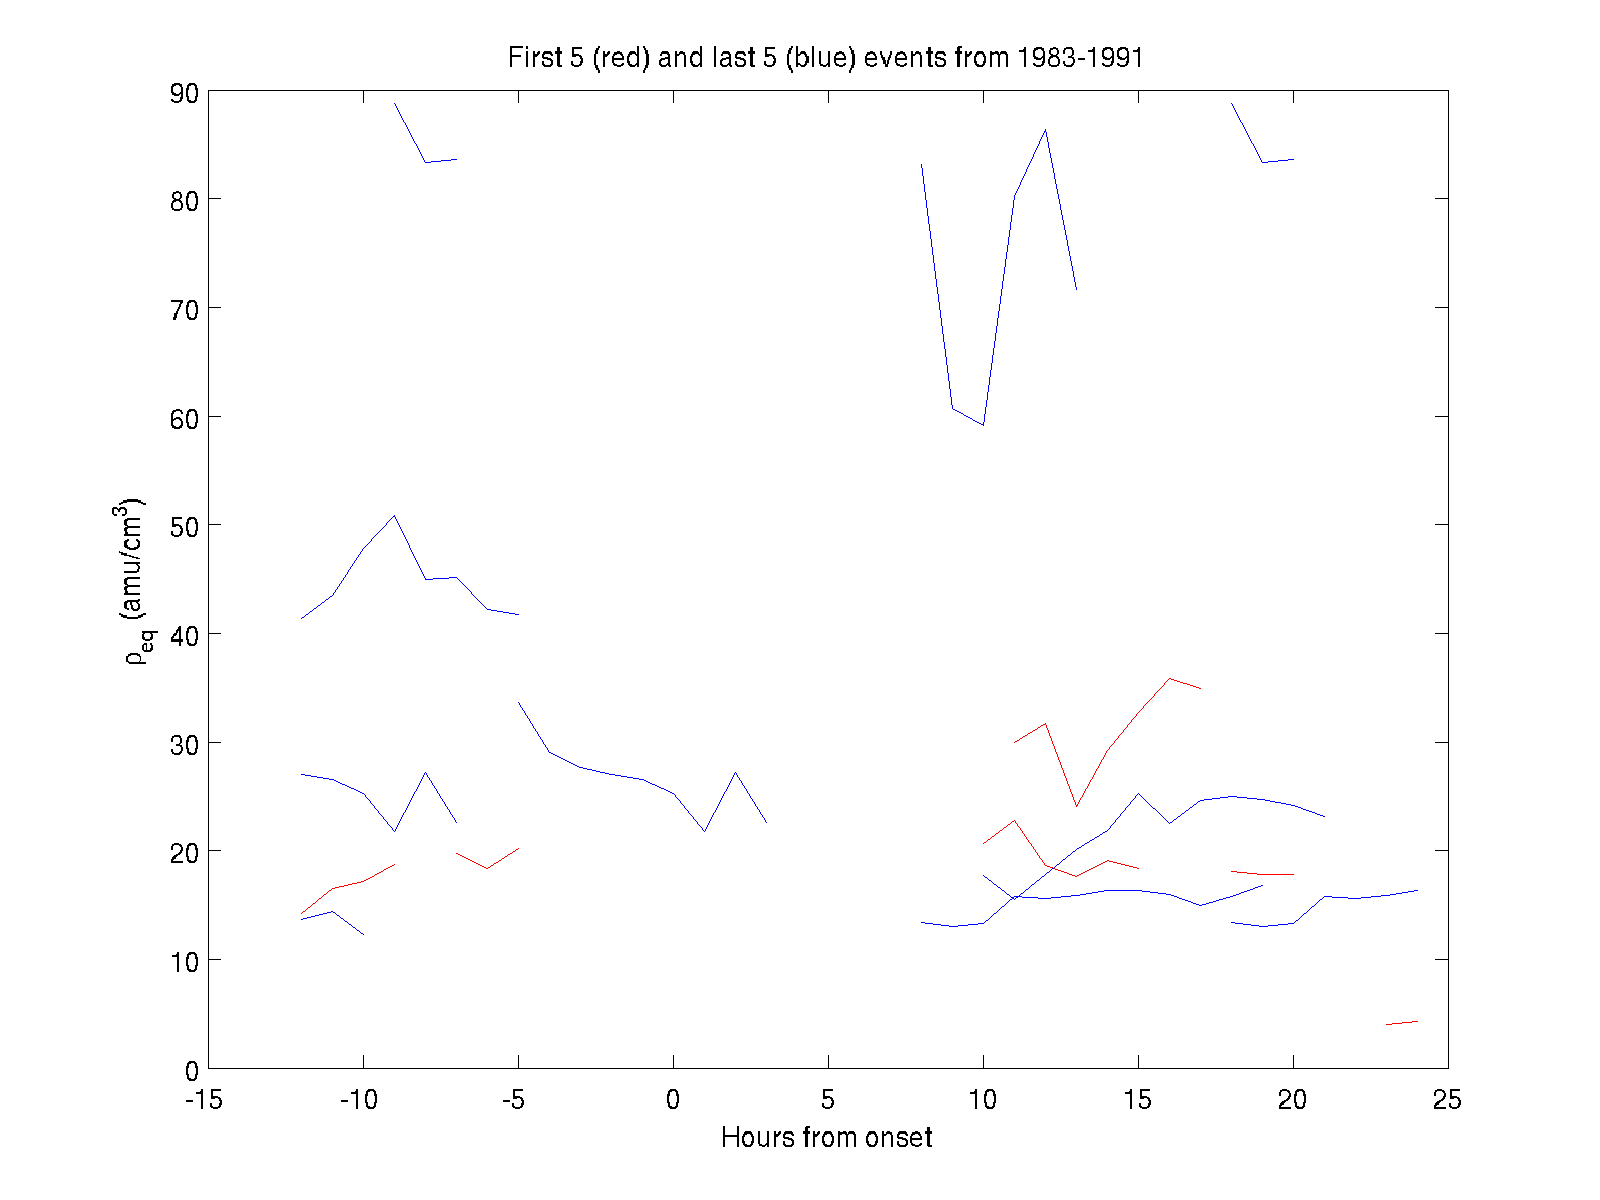 First 5 (red) and last 5 (blue) events from 1983-1991
90
80
70
60
50
40
30
20
10
0
ρeq (amu/cm³)
-15 -10 -5 0 5 10 15 20 25
Hours from onset